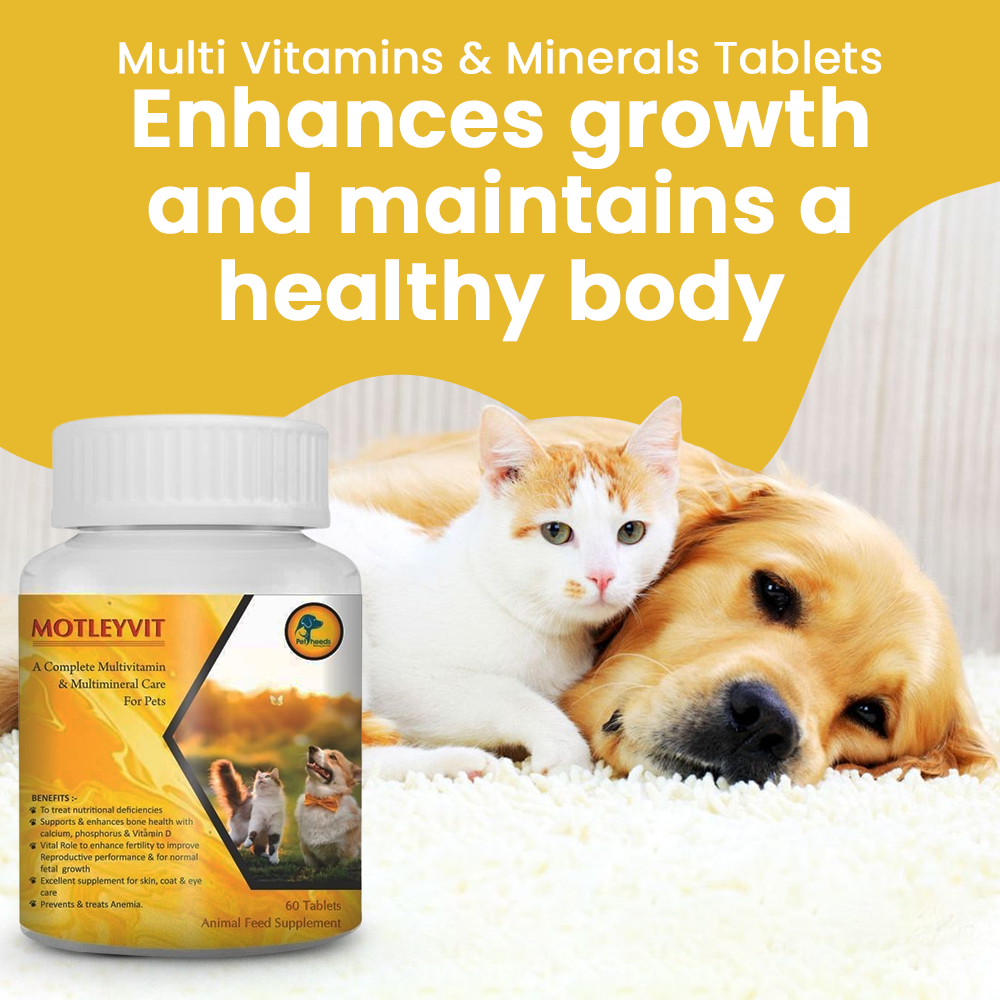 Multi Vitamins & Minerals Tablets
Enhances growth
and maintains a
healthy body
MOTLEYVIT
A Complete Multivitamin
& Multimineral Care
For Pets
BENEFITS :-
To treat nutritional deficiencies
Supports & enhances bone health with
calcium, phosphorus & Vitamin D
Vital Role to enhance fertility to improve
Reproductive performance & for normal
fetal growth
Excellent supplement for skin, coat & eye
care
Prevents & treats Anemia.
60 Tablets
Animal Feed Supplement